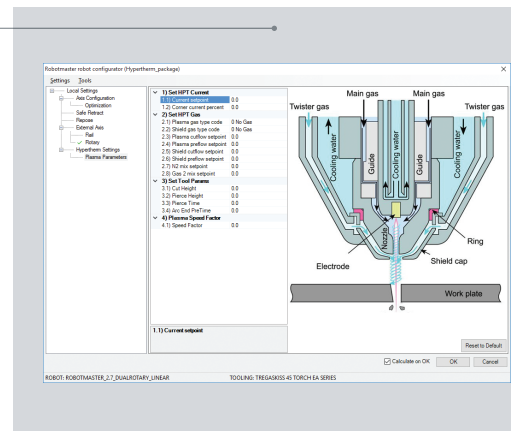 Robotmaster robot configurator (Hypertherm_package)
Settings Tools
Local Settings
Axis Configuration
Optimization
Safe Retract
Repose
External Axis
Rail
Rotary
Hypertherm Settings
Plasma Parameters
1) Set HPT Current
1.1) Current setpoint 0.0
1.2) Corner current percent 0.0
2) Set HPT Gas
2.1) Plasma gas type code 0 No Gas
2.2) Shield gas type code 0 No Gas
2.3) Plasma cutflow setpoint 0.0
2.4) Plasma preflow setpoint 0.0
2.5) Shield cutflow setpoint 0.0
2.6) Shield preflow setpoint 0.0
2.7) N2 mix setpoint 0.0
2.8) Gas 2 mix setpoint 0.0
3) Set Tool Params
3.1) Cut Height 0.0
3.2) Pierce Height 0.0
3.3) Pierce Time 0.0
3.4) Arc End PreTime 0.0
4) Plasma Speed Factor
4.1) Speed Factor 0.0
1.1) Current setpoint
Main gas
Main gas
Twister gas
Twister gas
Cooling water
Guide
Cooling water
Guide
Cooling water
Nozzle
Ring
Electrode
Shield cap
Work plate
Reset to Default
Calculate on OK OK Cancel
ROBOT: ROBOTMASTER_2.7_DUALROTARY_LINEAR TOOLING: TREGASKISS 45 TORCH EA SERIES